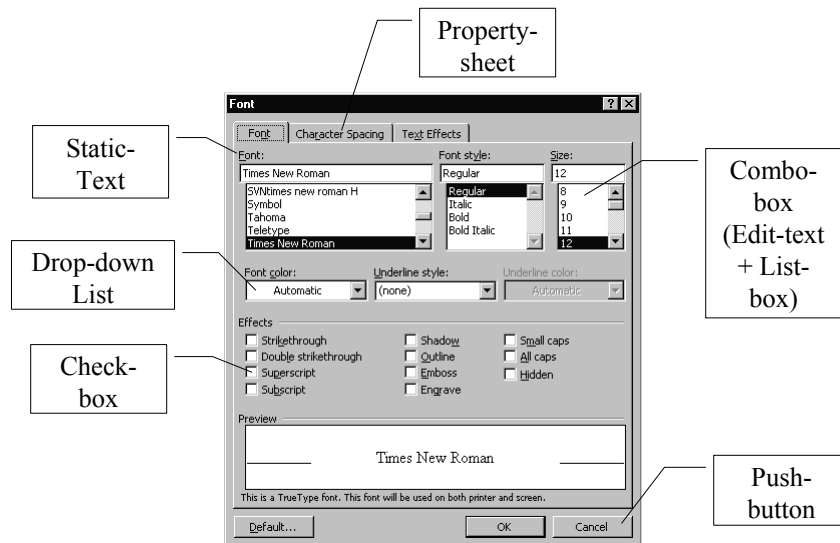 Property-
sheet
Font
Font Character Spacing Text Effects
Static-
Text
Font: Font style: Size:
Times New Roman Regular 12
SVNtimes new roman H Regular 8
Symbol Italic 9
Tahoma Bold 10
Teletype Bold Italic 11
Times New Roman 12
Combo-
box
(Edit-text
+ List-
box)
Drop-down
List
Font color: Underline style: Underline color:
Automatic (none) Automatic
Effects
Strikethrough Shadow Small caps
Double strikethrough Outline All caps
Superscript Emboss Hidden
Subscript Engrave
Check-
box
Preview
Times New Roman
This is a TrueType font. This font will be used on both printer and screen.
Default... OK Cancel
Push-
button